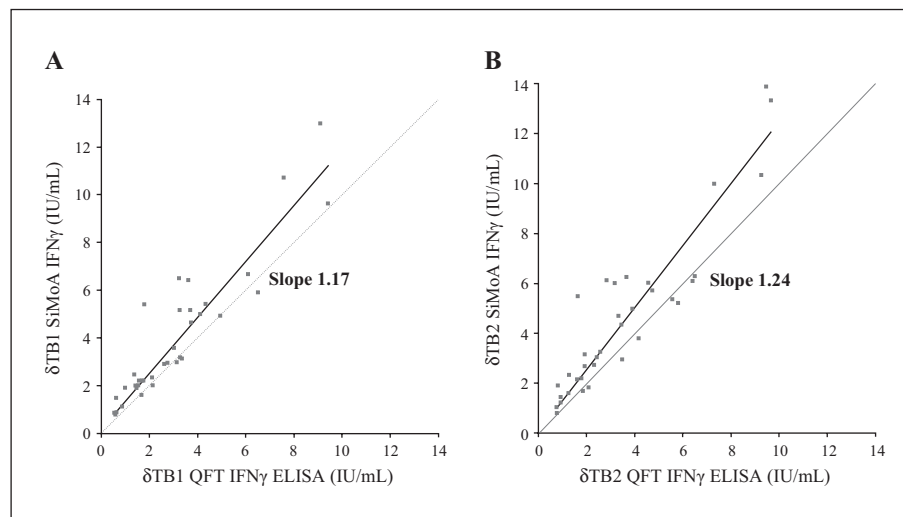 A
δTB1 SiMoA IFNγ (IU/mL)
14
12
10
8
6
4
2
0
Slope 1.17
0 2 4 6 8 10 12 14
δTB1 QFT IFNγ ELISA (IU/mL)
B
δTB2 SiMoA IFNγ (IU/mL)
14
12
10
8
6
4
2
0
Slope 1.24
0 2 4 6 8 10 12 14
δTB2 QFT IFNγ ELISA (IU/mL)